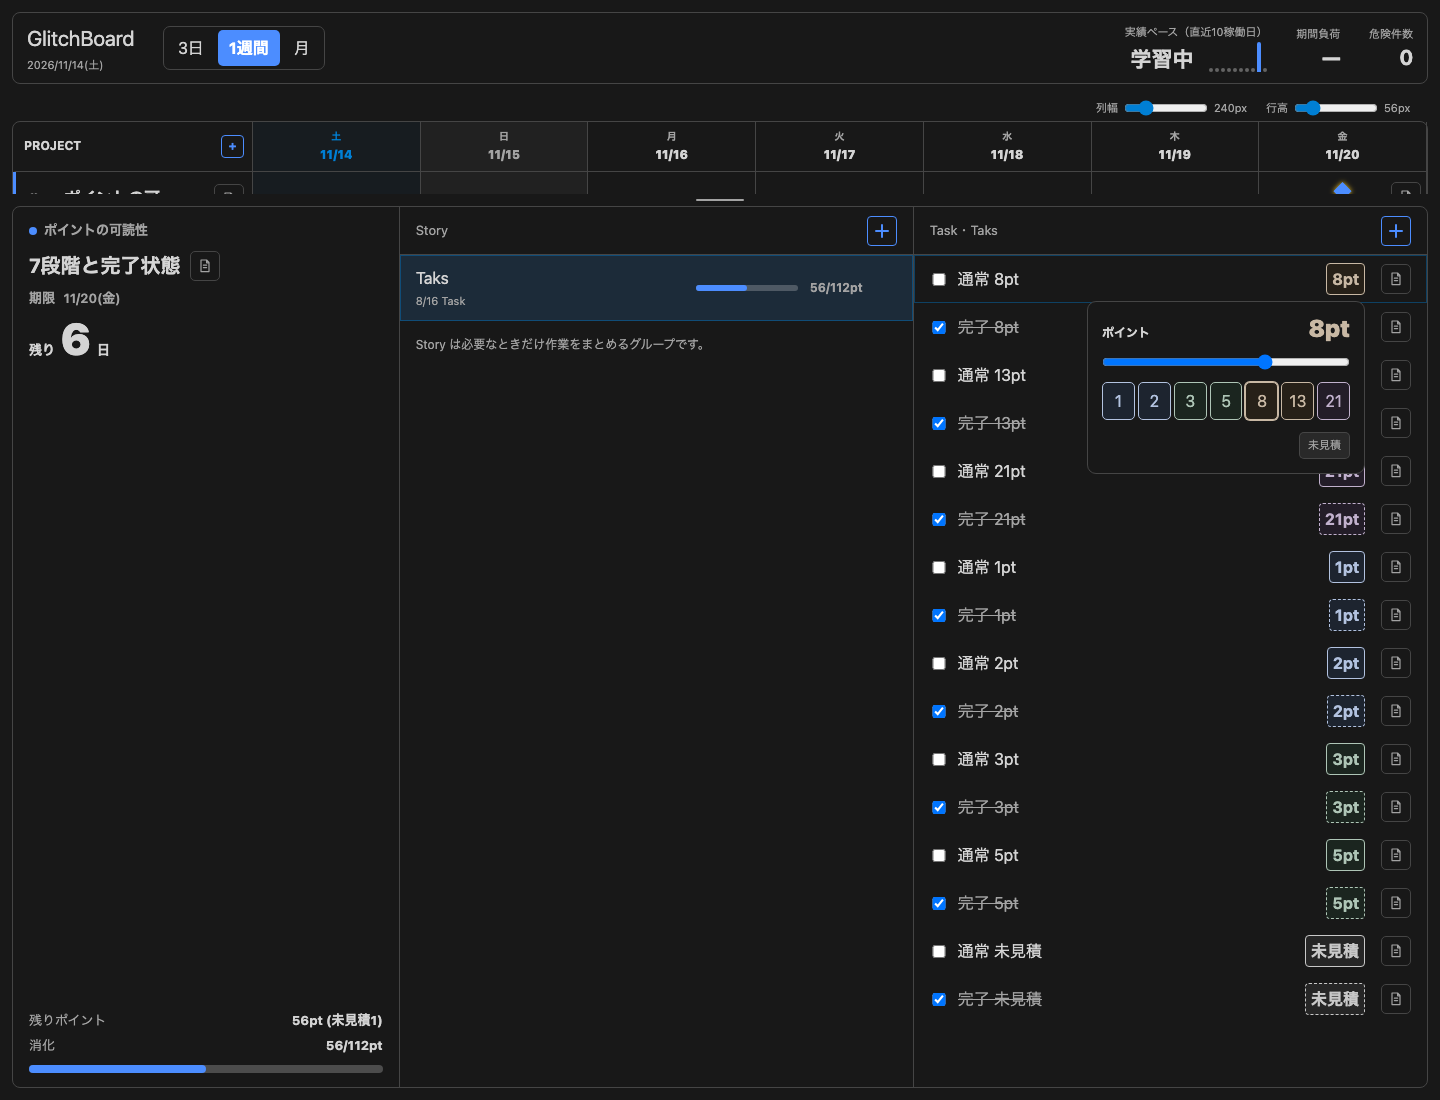 GlitchBoard
2026/11/14(土)
3日 1週間 月
実績ペース（直近10稼働日）
学習中
期間負荷
—
危険件数
0
列幅 240px 行高 56px
PROJECT +
土 11/14
日 11/15
月 11/16
火 11/17
水 11/18
木 11/19
金 11/20
ポイントの可読性
7段階と完了状態
期限 11/20(金)
残り 6 日
残りポイント 56pt (未見積1)
消化 56/112pt
Story
Taks
8/16 Task
56/112pt
Story は必要なときだけ作業をまとめるグループです。
Task・Taks
通常 8pt 8pt
完了 8pt
通常 13pt
完了 13pt
通常 21pt 21pt
完了 21pt 21pt
通常 1pt 1pt
完了 1pt 1pt
通常 2pt 2pt
完了 2pt 2pt
通常 3pt 3pt
完了 3pt 3pt
通常 5pt 5pt
完了 5pt 5pt
通常 未見積 未見積
完了 未見積 未見積
ポイント 8pt
1 2 3 5 8 13 21
未見積